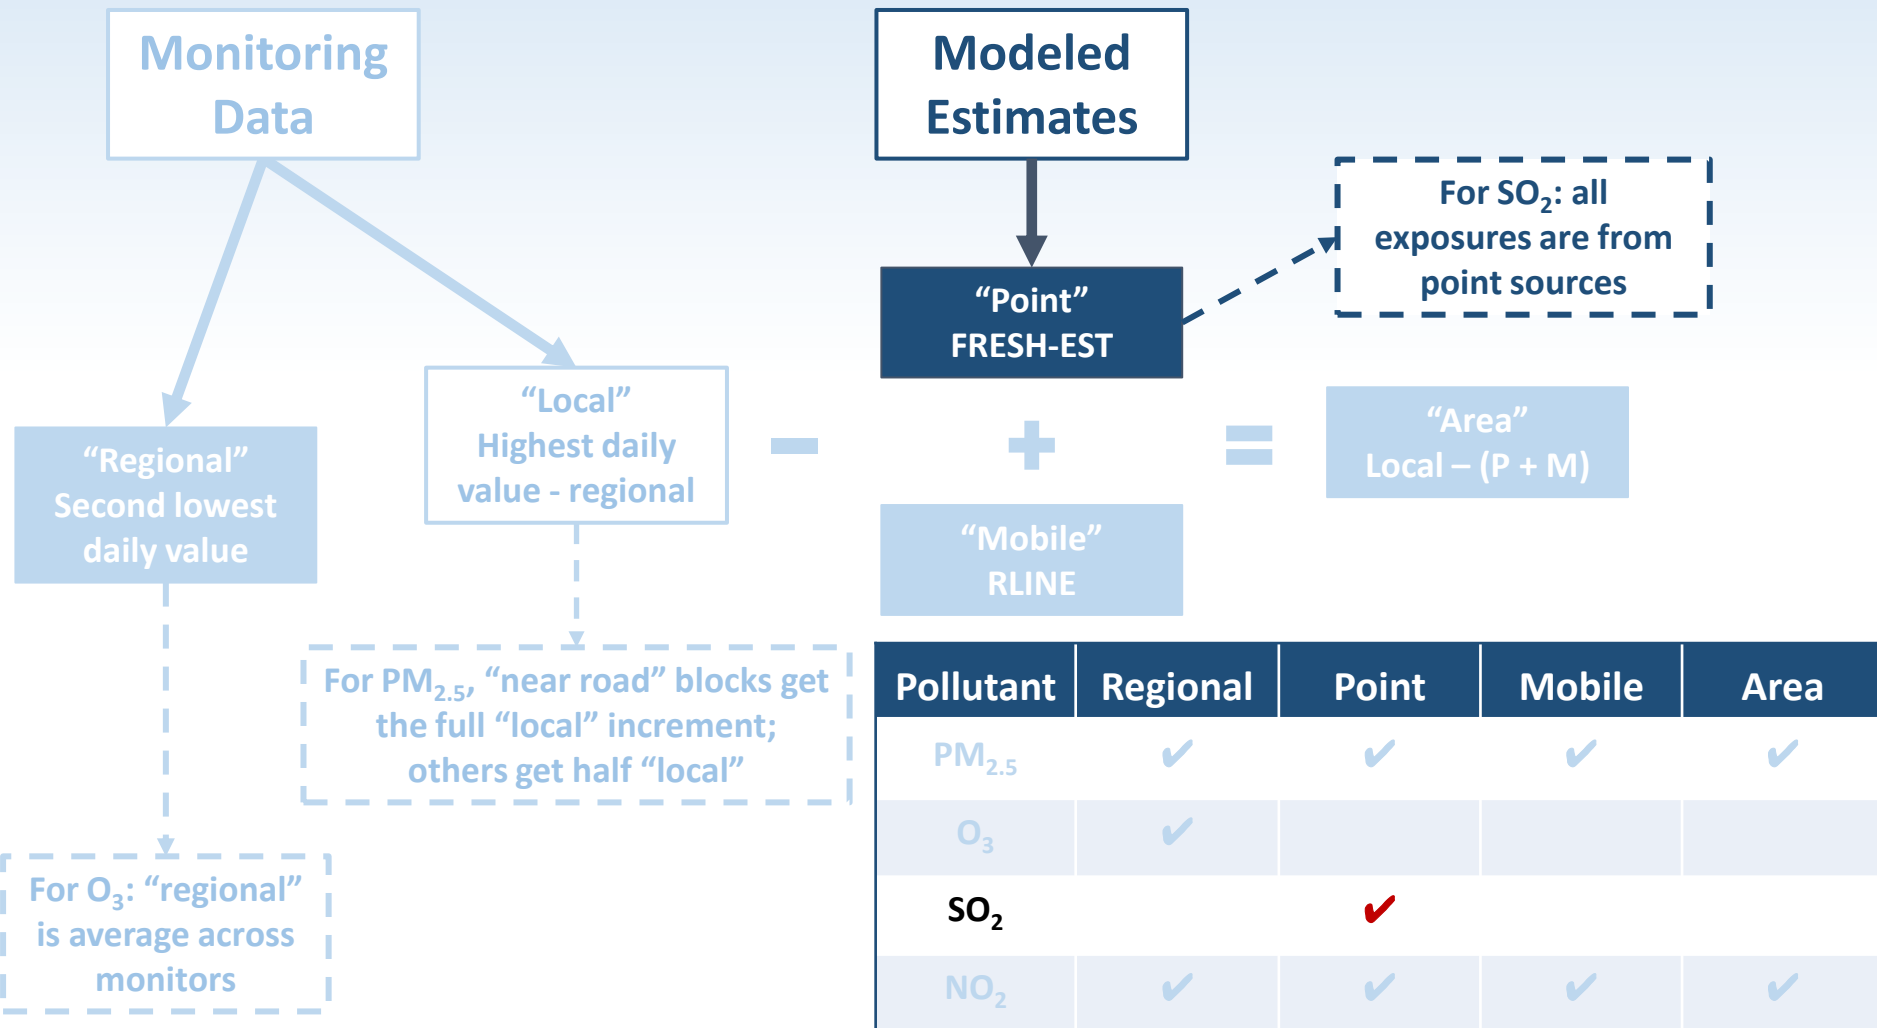 Monitoring
Data
Modeled
Estimates
For SO₂: all
exposures are from
point sources
“Point”
FRESH-EST
“Local”
Highest daily
value - regional
“Regional”
Second lowest
daily value
“Area”
Local – (P + M)
“Mobile”
RLINE
For PM₂.₅, “near road” blocks get
the full “local” increment;
others get half “local”
For O₃: “regional”
is average across
monitors
Pollutant Regional Point Mobile Area
PM₂.₅ ✔ ✔ ✔ ✔
O₃ ✔
SO₂ ✔
NO₂ ✔ ✔ ✔ ✔